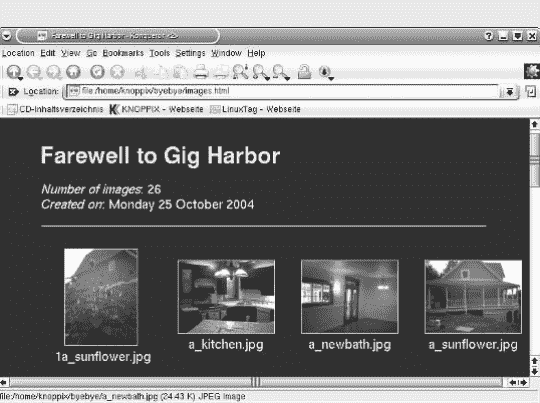 Farewell to Gig Harbor - Konqueror <2>
Location Edit View Go Bookmarks Tools Settings Window Help
Location: file:/home/knoppix/byebye/images.html
CD-Inhaltsverzeichnis KNOPPIX - Webseite LinuxTag - Webseite
Farewell to Gig Harbor
Number of images: 26
Created on: Monday 25 October 2004
1a_sunflower.jpg a_kitchen.jpg a_newbath.jpg a_sunflower.jpg
file:/home/knoppix/byebye/a_newbath.jpg (24.43 K) JPEG Image